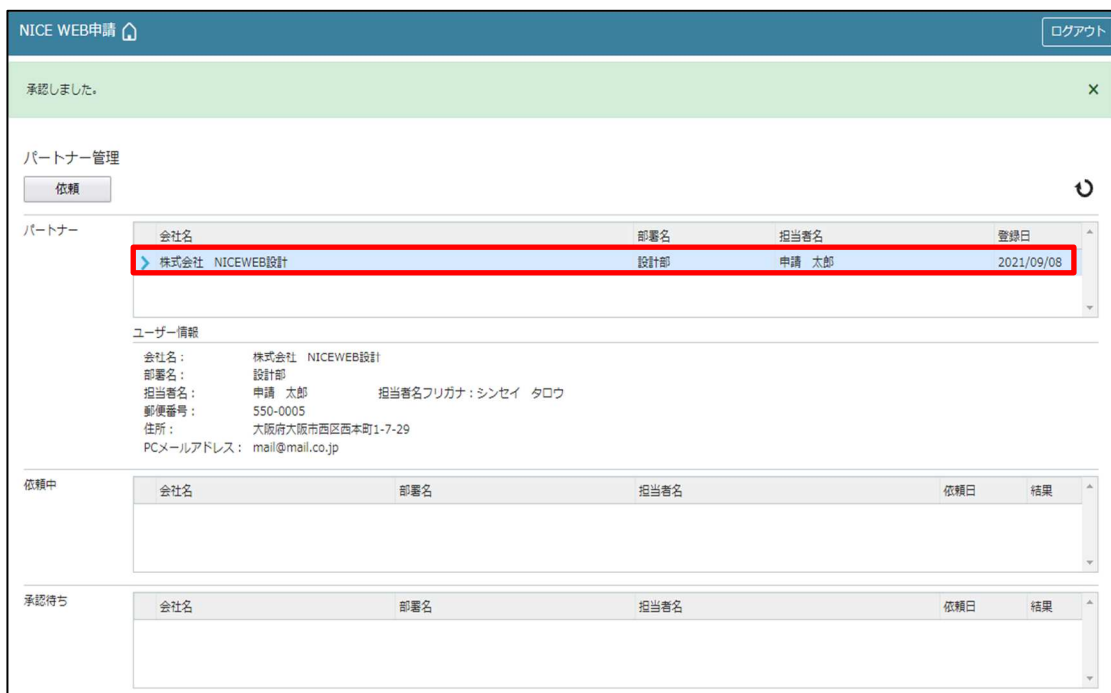 NICE WEB申請 ログアウト
承認しました。 ×
パートナー管理
依頼
パートナー
会社名 部署名 担当者名 登録日
株式会社　NICEWEB設計 設計部 申請　太郎 2021/09/08
ユーザー情報
会社名： 株式会社　NICEWEB設計
部署名： 設計部
担当者名： 申請　太郎 担当者名フリガナ：シンセイ　タロウ
郵便番号： 550-0005
住所： 大阪府大阪市西区西本町1-7-29
PCメールアドレス： mail@mail.co.jp
依頼中
会社名 部署名 担当者名 依頼日 結果
承認待ち
会社名 部署名 担当者名 依頼日 結果